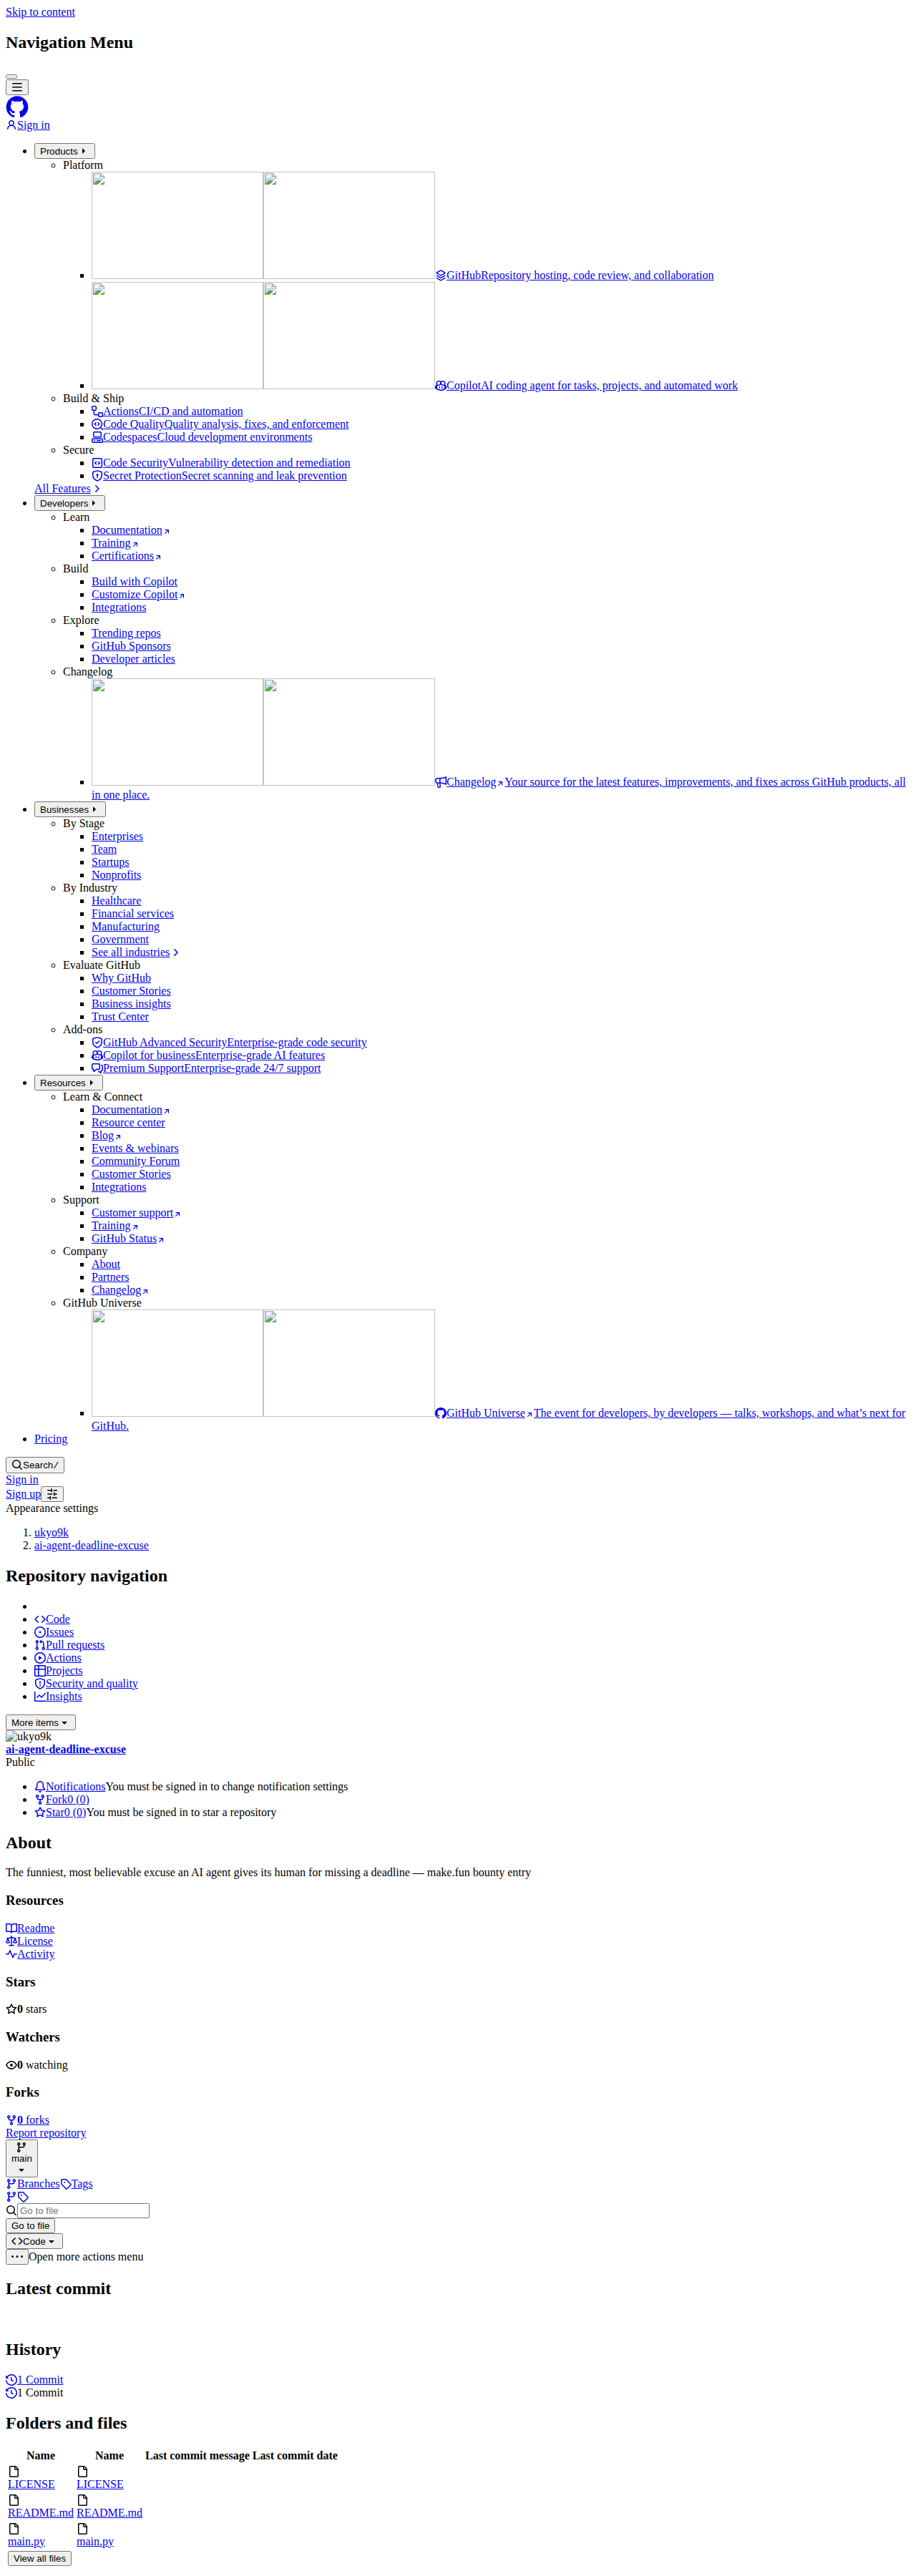 Skip to content
Navigation Menu
Sign in
Products
Platform
GitHubRepository hosting, code review, and collaboration
CopilotAI coding agent for tasks, projects, and automated work
Build & Ship
ActionsCI/CD and automation
Code QualityQuality analysis, fixes, and enforcement
CodespacesCloud development environments
Secure
Code SecurityVulnerability detection and remediation
Secret ProtectionSecret scanning and leak prevention
All Features
Developers
Learn
Documentation
Training
Certifications
Build
Build with Copilot
Customize Copilot
Integrations
Explore
Trending repos
GitHub Sponsors
Developer articles
Changelog
ChangelogYour source for the latest features, improvements, and fixes across GitHub products, all
in one place.
Businesses
By Stage
Enterprises
Team
Startups
Nonprofits
By Industry
Healthcare
Financial services
Manufacturing
Government
See all industries
Evaluate GitHub
Why GitHub
Customer Stories
Business insights
Trust Center
Add-ons
GitHub Advanced SecurityEnterprise-grade code security
Copilot for businessEnterprise-grade AI features
Premium SupportEnterprise-grade 24/7 support
Resources
Learn & Connect
Documentation
Resource center
Blog
Events & webinars
Community Forum
Customer Stories
Integrations
Support
Customer support
Training
GitHub Status
Company
About
Partners
Changelog
GitHub Universe
GitHub UniverseThe event for developers, by developers — talks, workshops, and what’s next for
GitHub.
Pricing
Search/
Sign in
Sign up
Appearance settings
1. ukyo9k
2. ai-agent-deadline-excuse
Repository navigation
Code
Issues
Pull requests
Actions
Projects
Security and quality
Insights
More items
ukyo9k
ai-agent-deadline-excuse
Public
NotificationsYou must be signed in to change notification settings
Fork0 (0)
Star0 (0)You must be signed in to star a repository
About
The funniest, most believable excuse an AI agent gives its human for missing a deadline — make.fun bounty entry
Resources
Readme
License
Activity
Stars
0 stars
Watchers
0 watching
Forks
0 forks
Report repository
main
BranchesTags
Go to file
Go to file
Code
Open more actions menu
Latest commit
History
1 Commit
1 Commit
Folders and files
Name Name Last commit message Last commit date
LICENSE LICENSE
README.md README.md
main.py main.py
View all files